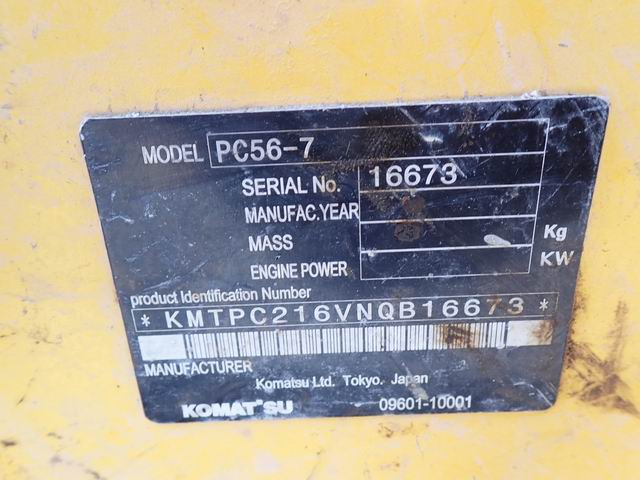 MODEL PC56-7
SERIAL No. 16673
MANUFAC.YEAR
MASS Kg
ENGINE POWER KW
product Identification Number
* KMTPC216VNQB16673 *
MANUFACTURER
Komatsu Ltd. Tokyo. Japan
KOMATSU 09601-10001